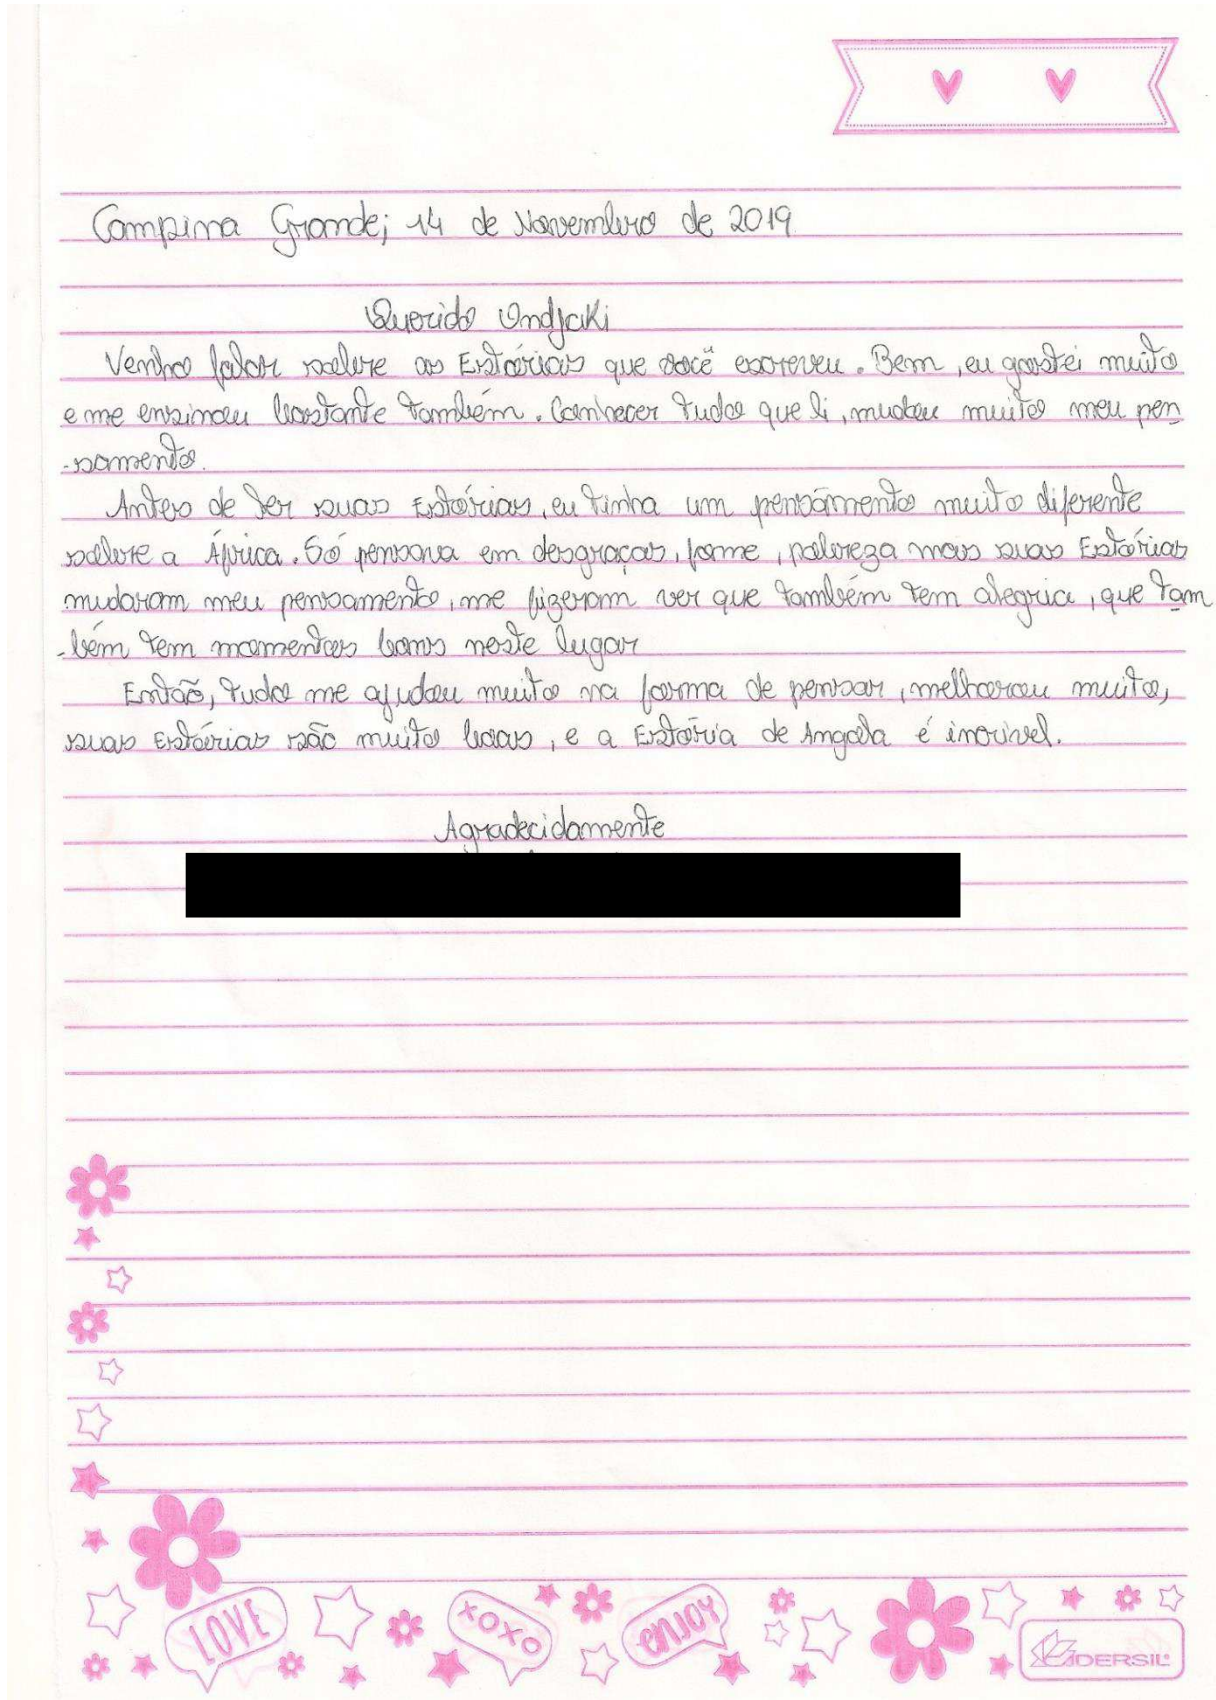 Campina Grande; 14 de Novembro de 2019
Querido Ondjaki
Venho falar sobre as Estórias que você escreveu. Bem, eu gostei muito
e me ensinou bastante também. Conhecer tudo que li, mudou muito meu pen
-samento.
Antes de ler suas Estórias, eu tinha um pensamento muito diferente
sobre a África. Só pensava em desgraças, fome, pobreza mas suas Estórias
mudaram meu pensamento, me fizeram ver que também tem alegria, que tam
-bém tem momentos bons neste lugar
Então, tudo me ajudou muito na forma de pensar, melhorou muito,
suas Estórias são muito boas, e a Estória de Angola é incrível.
Agradecidamente
LOVE
XOXO
ENJOY
DERSIL